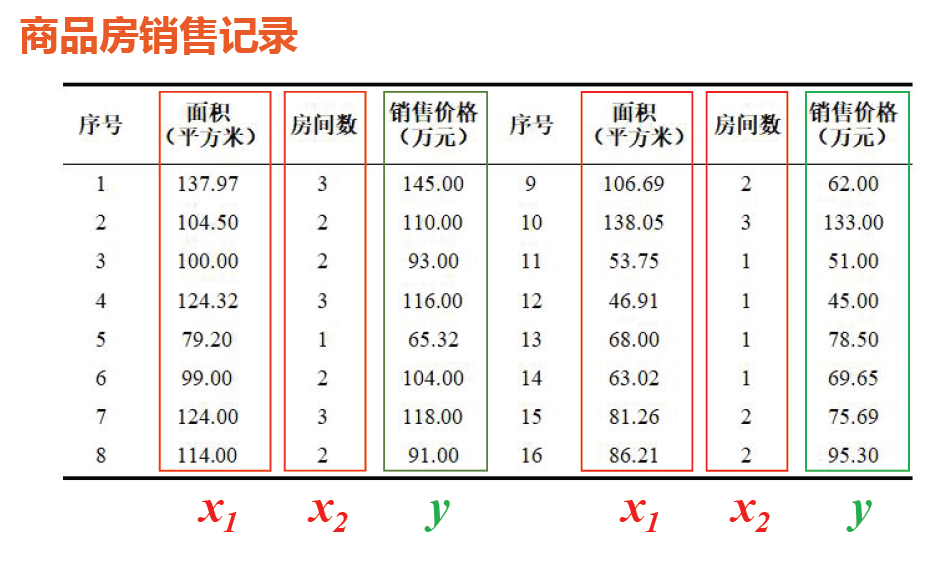 商品房销售记录
序号 面积（平方米） 房间数 销售价格（万元） 序号 面积（平方米） 房间数 销售价格（万元）
1 137.97 3 145.00 9 106.69 2 62.00
2 104.50 2 110.00 10 138.05 3 133.00
3 100.00 2 93.00 11 53.75 1 51.00
4 124.32 3 116.00 12 46.91 1 45.00
5 79.20 1 65.32 13 68.00 1 78.50
6 99.00 2 104.00 14 63.02 1 69.65
7 124.00 3 118.00 15 81.26 2 75.69
8 114.00 2 91.00 16 86.21 2 95.30
x1 x2 y x1 x2 y